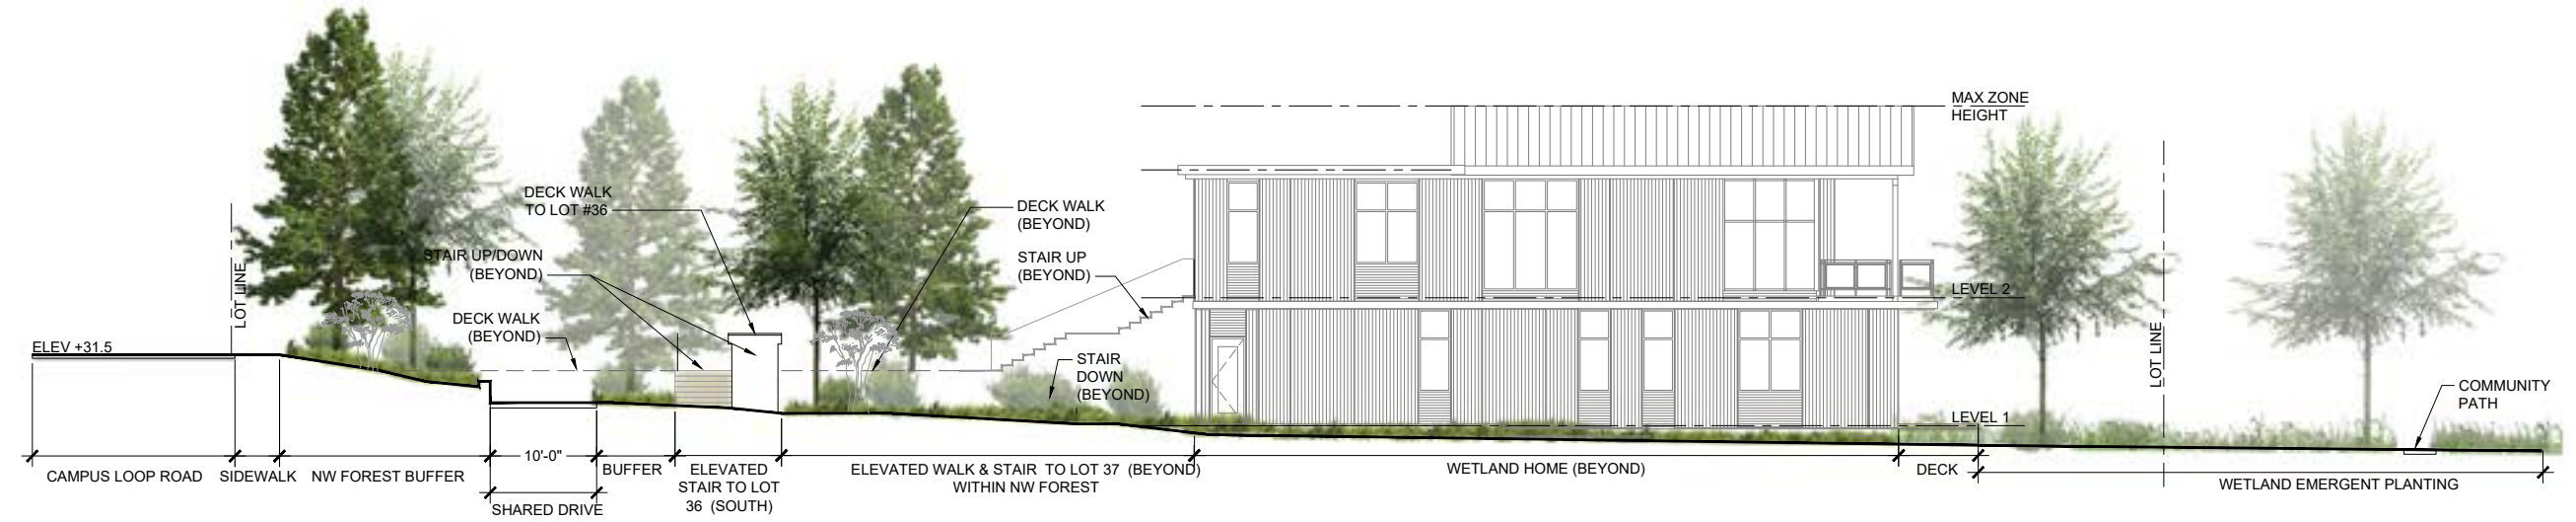 MAX ZONE
HEIGHT
DECK WALK
TO LOT #36
DECK WALK
(BEYOND)
STAIR UP/DOWN
(BEYOND)
STAIR UP
(BEYOND)
LOT LINE
LEVEL 2
DECK WALK
(BEYOND)
ELEV +31.5
STAIR
DOWN
(BEYOND)
LOT LINE
COMMUNITY
PATH
LEVEL 1
CAMPUS LOOP ROAD
SIDEWALK
NW FOREST BUFFER
10'-0"
SHARED DRIVE
BUFFER
ELEVATED
STAIR TO LOT
36 (SOUTH)
ELEVATED WALK & STAIR TO LOT 37 (BEYOND)
WITHIN NW FOREST
WETLAND HOME (BEYOND)
DECK
WETLAND EMERGENT PLANTING